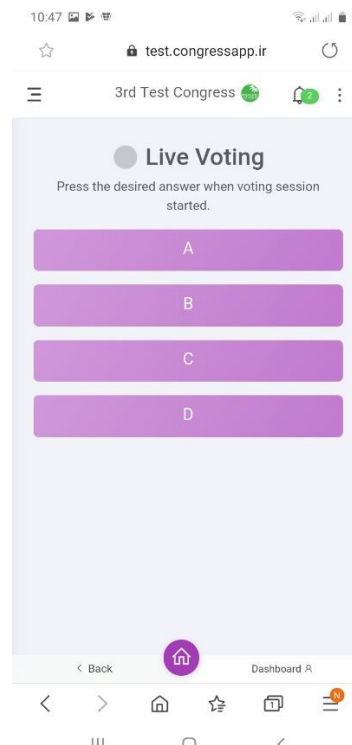 10:47
test.congressapp.ir
3rd Test Congress
2
Live Voting
Press the desired answer when voting session
started.
A
B
C
D
Back
Dashboard
1
N